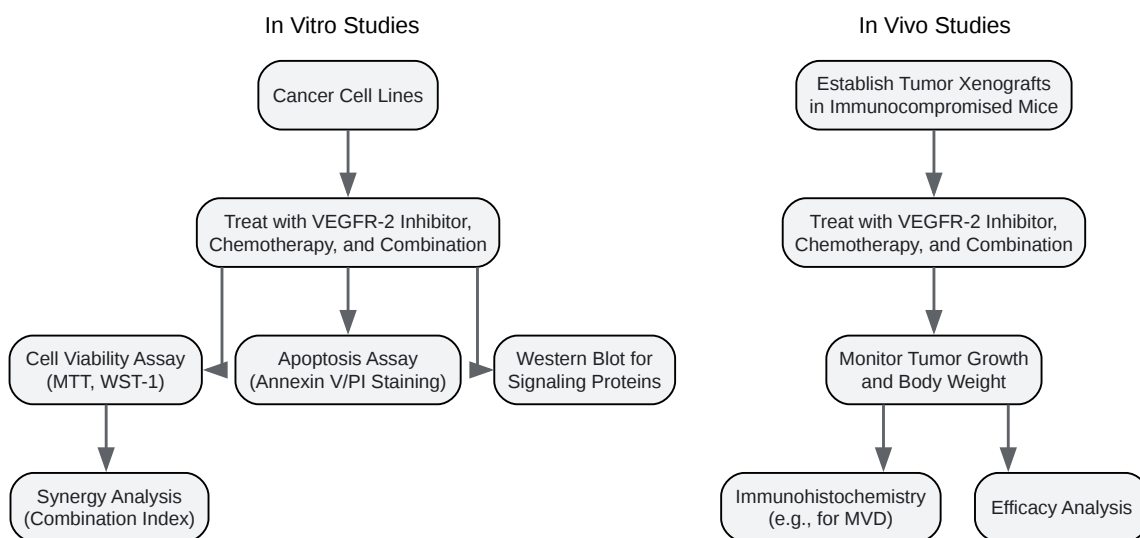 In Vitro Studies
Cancer Cell Lines
Treat with VEGFR-2 Inhibitor,
Chemotherapy, and Combination
Cell Viability Assay
(MTT, WST-1)
Apoptosis Assay
(Annexin V/PI Staining)
Western Blot for
Signaling Proteins
Synergy Analysis
(Combination Index)
In Vivo Studies
Establish Tumor Xenografts
in Immunocompromised Mice
Treat with VEGFR-2 Inhibitor,
Chemotherapy, and Combination
Monitor Tumor Growth
and Body Weight
Immunohistochemistry
(e.g., for MVD)
Efficacy Analysis